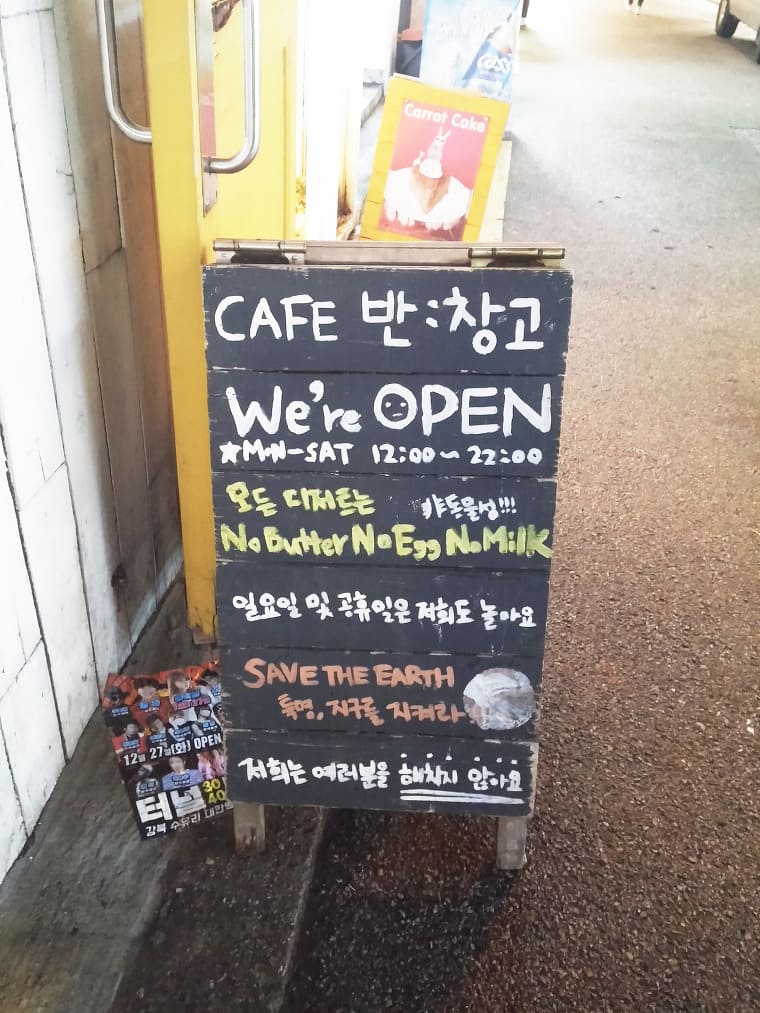 Carrot Cake
CASS
CAFE 반:창고
We're OPEN
★MON-SAT 12:00~22:00
모든 디저트는 비동물성!!!
No Butter No Egg No Milk
일요일 및 공휴일은 저희도 놀아요
SAVE THE EARTH
특명, 지구를 지켜라
저희는 여러분을 해치지 않아요
12월 27일(화) OPEN
터널
30
40
강북 수유리